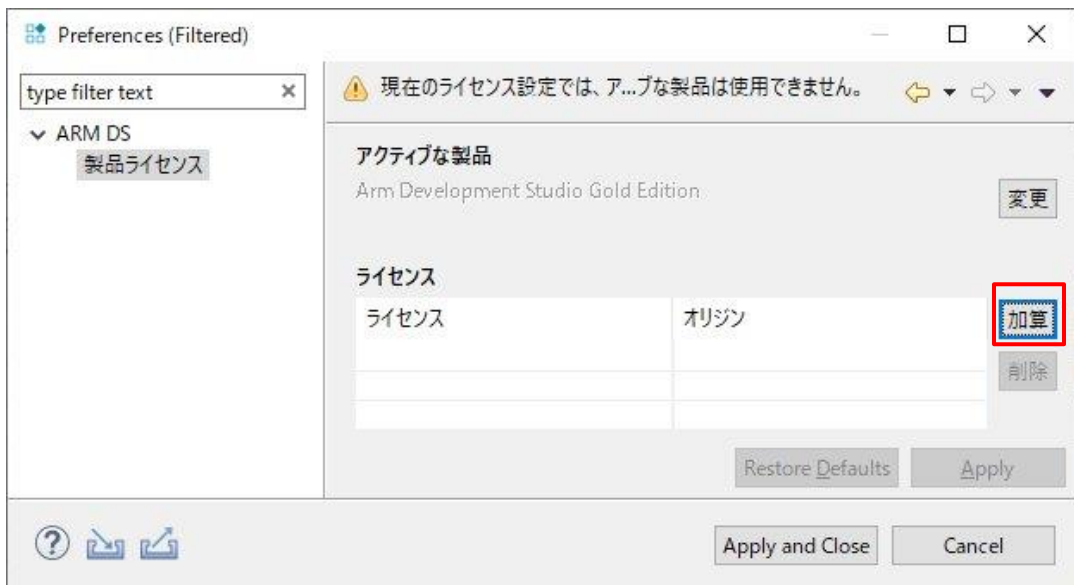 Preferences (Filtered)
type filter text
ARM DS
製品ライセンス
現在のライセンス設定では、ア...ブな製品は使用できません。
アクティブな製品
Arm Development Studio Gold Edition
変更
ライセンス
ライセンス オリジン
加算
削除
Restore Defaults Apply
Apply and Close Cancel